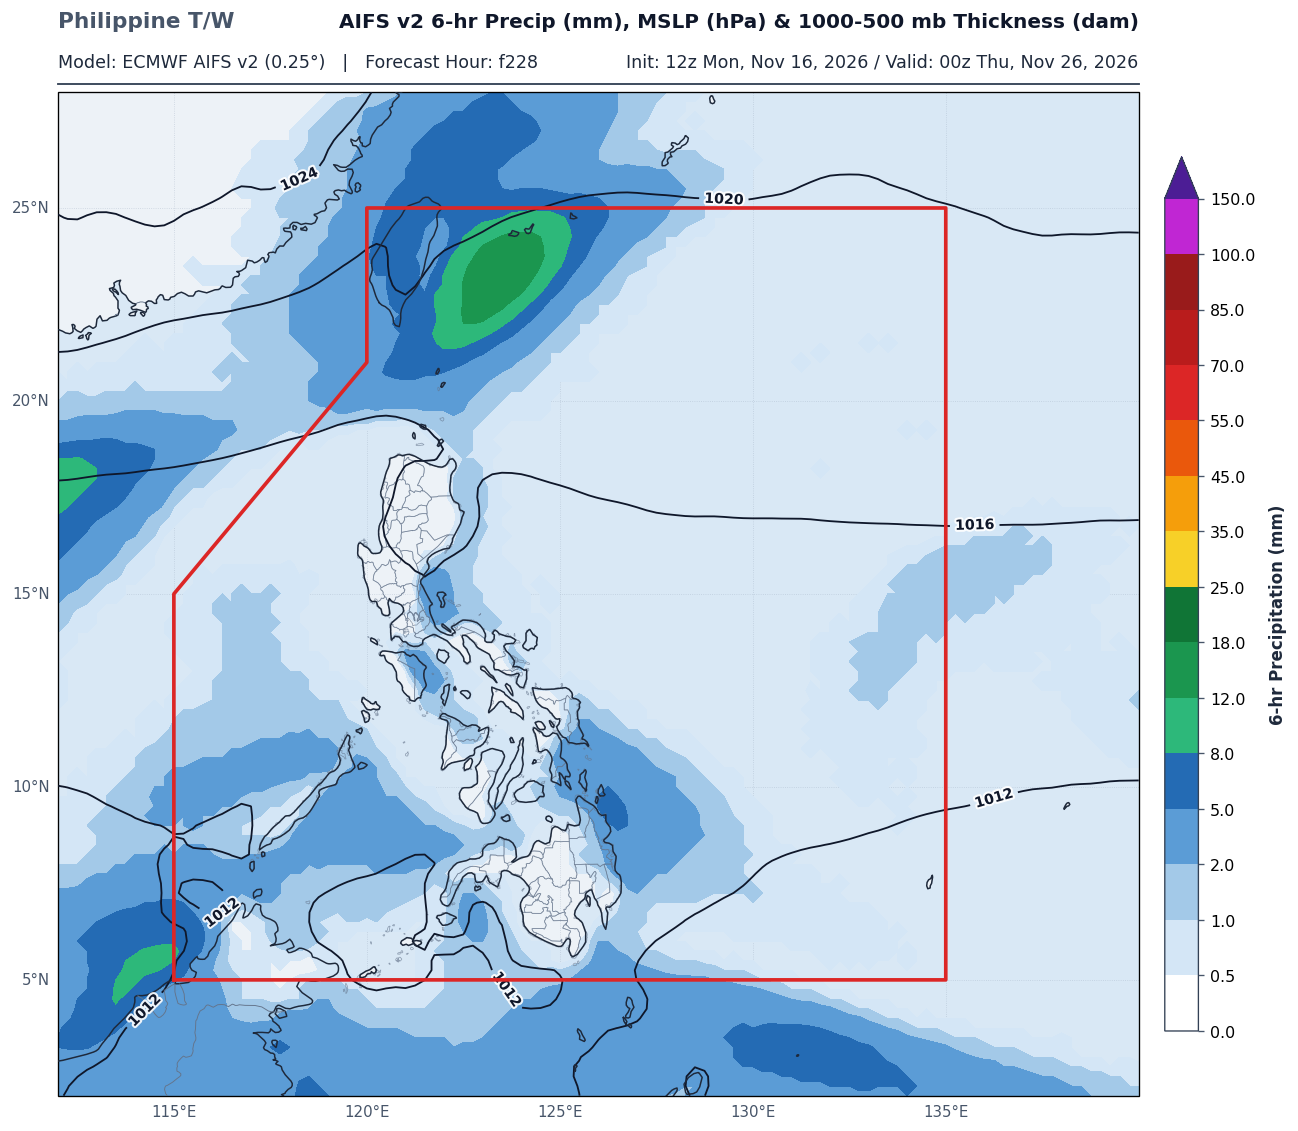 Philippine T/W
AIFS v2 6-hr Precip (mm), MSLP (hPa) & 1000-500 mb Thickness (dam)
Model: ECMWF AIFS v2 (0.25°) | Forecast Hour: f228
Init: 12z Mon, Nov 16, 2026 / Valid: 00z Thu, Nov 26, 2026
1024
1020
1016
1012
1012
1012
1012
25°N
20°N
15°N
10°N
5°N
115°E
120°E
125°E
130°E
135°E
150.0
100.0
85.0
70.0
55.0
45.0
35.0
25.0
18.0
12.0
8.0
5.0
2.0
1.0
0.5
0.0
6-hr Precipitation (mm)